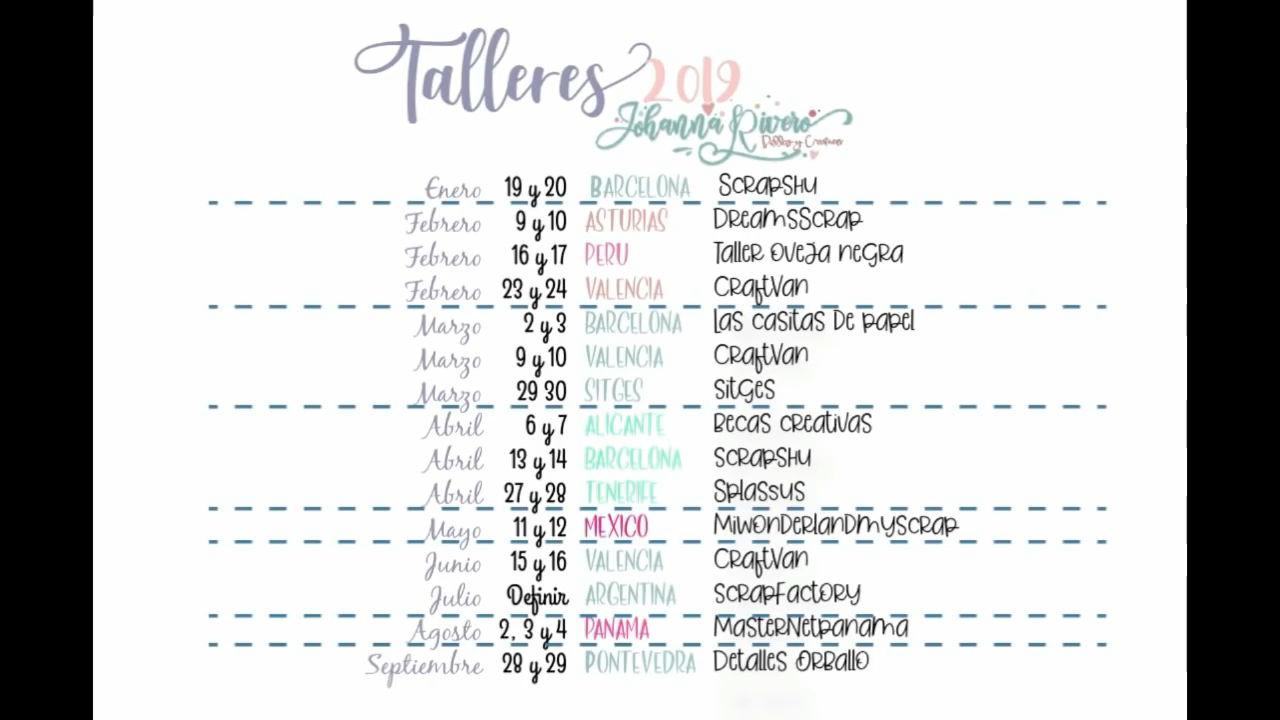 Talleres 2019
Johanna Rivero
Enero 19 y 20 BARCELONA ScrapShu
Febrero 9 y 10 ASTURIAS DreamsScrap
Febrero 16 y 17 PERU Taller oveja negra
Febrero 23 y 24 VALENCIA CraftVan
Marzo 2 y 3 BARCELONA Las casitas De papel
Marzo 9 y 10 VALENCIA CraftVan
Marzo 29 30 SITGES Sitges
Abril 6 y 7 ALICANTE Becas creativas
Abril 13 y 14 BARCELONA ScrapShu
Abril 27 y 28 TENERIFE Splassus
Mayo 11 y 12 MEXICO MiWonDerlanDmyscrap
Junio 15 y 16 VALENCIA CraftVan
Julio Definir ARGENTINA ScrapFactory
Agosto 2, 3 y 4 PANAMA MasterNetpanama
Septiembre 28 y 29 PONTEVEDRA Detalles Orballo